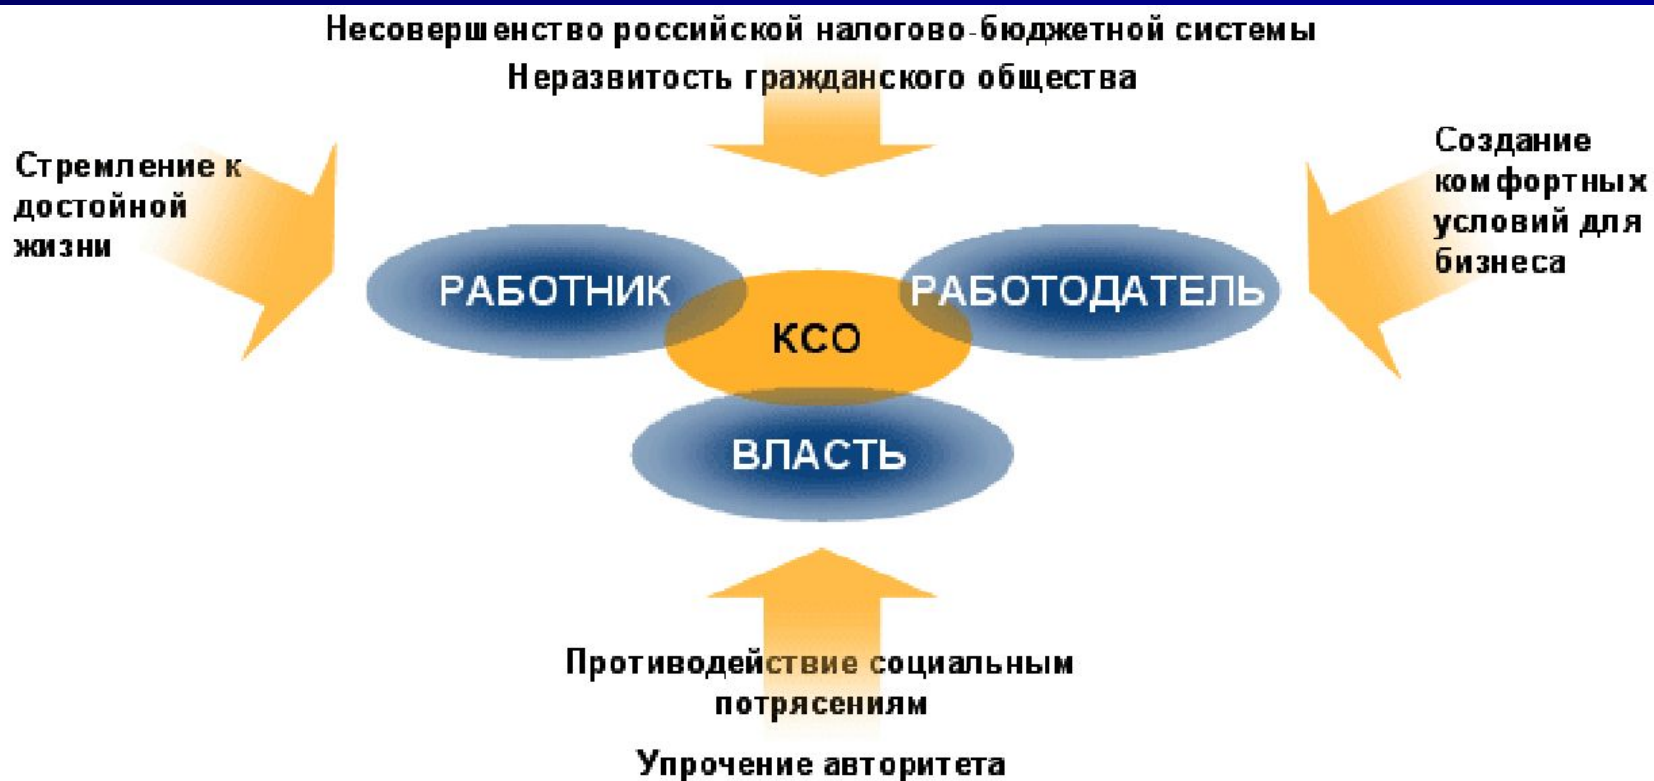 Несовершенство российской налогово-бюджетной системы
Неразвитость гражданского общества
Стремление к
достойной
жизни
Создание
комфортных
условий для
бизнеса
РАБОТНИК
РАБОТОДАТЕЛЬ
КСО
ВЛАСТЬ
Противодействие социальным
потрясениям
Упрочение авторитета